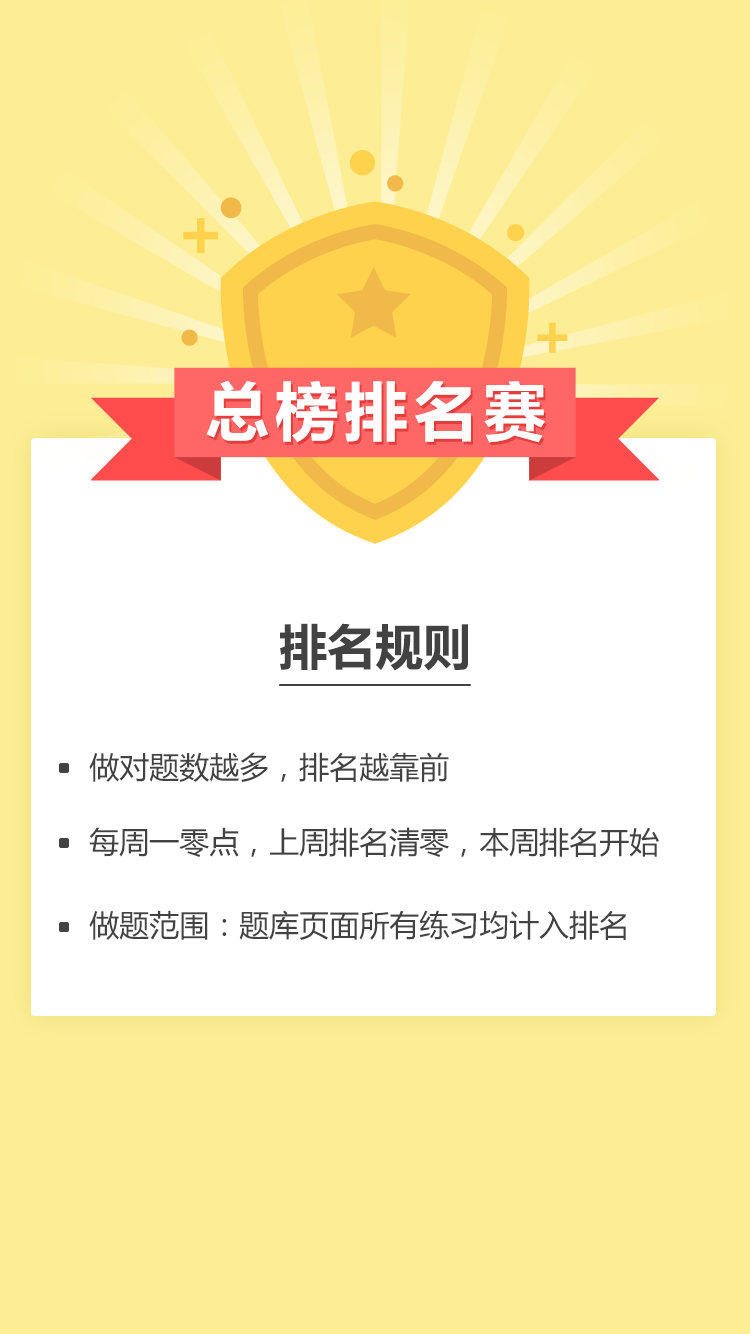 总榜排名赛
排名规则
做对题数越多，排名越靠前
每周一零点，上周排名清零，本周排名开始
做题范围：题库页面所有练习均计入排名